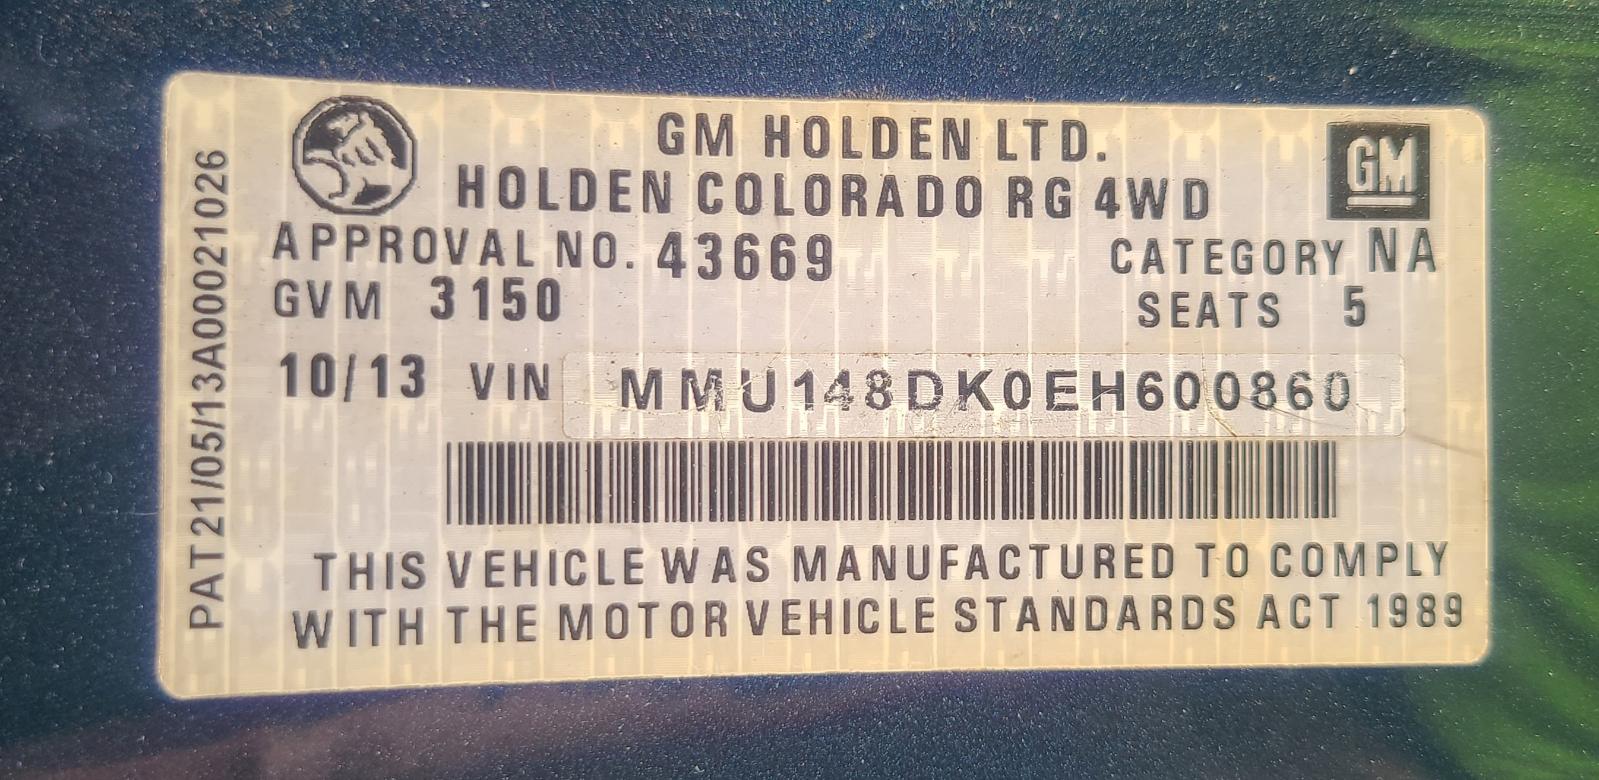 GM HOLDEN LTD.
HOLDEN COLORADO RG 4WD
GM
APPROVAL NO. 43669 CATEGORY NA
GVM 3150 SEATS 5
10/13 VIN MMU148DK0EH600860
THIS VEHICLE WAS MANUFACTURED TO COMPLY
WITH THE MOTOR VEHICLE STANDARDS ACT 1989
PAT21/05/13A00021026